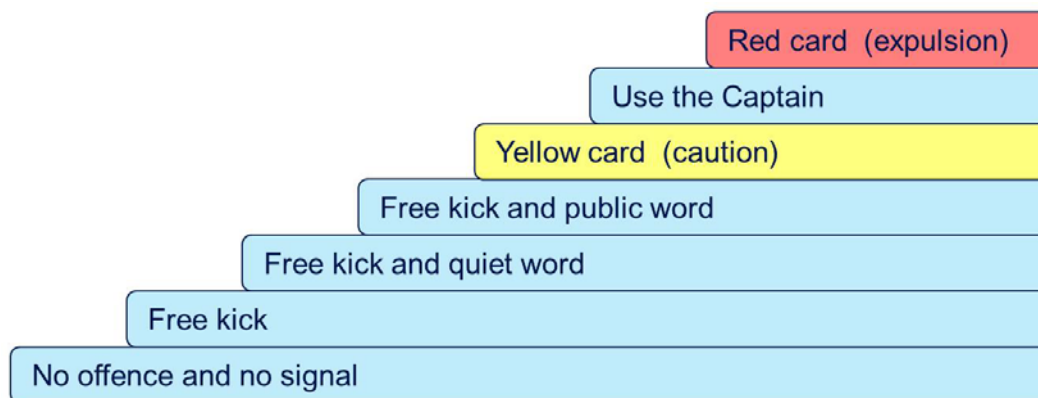 Red card (expulsion)
Use the Captain
Yellow card (caution)
Free kick and public word
Free kick and quiet word
Free kick
No offence and no signal